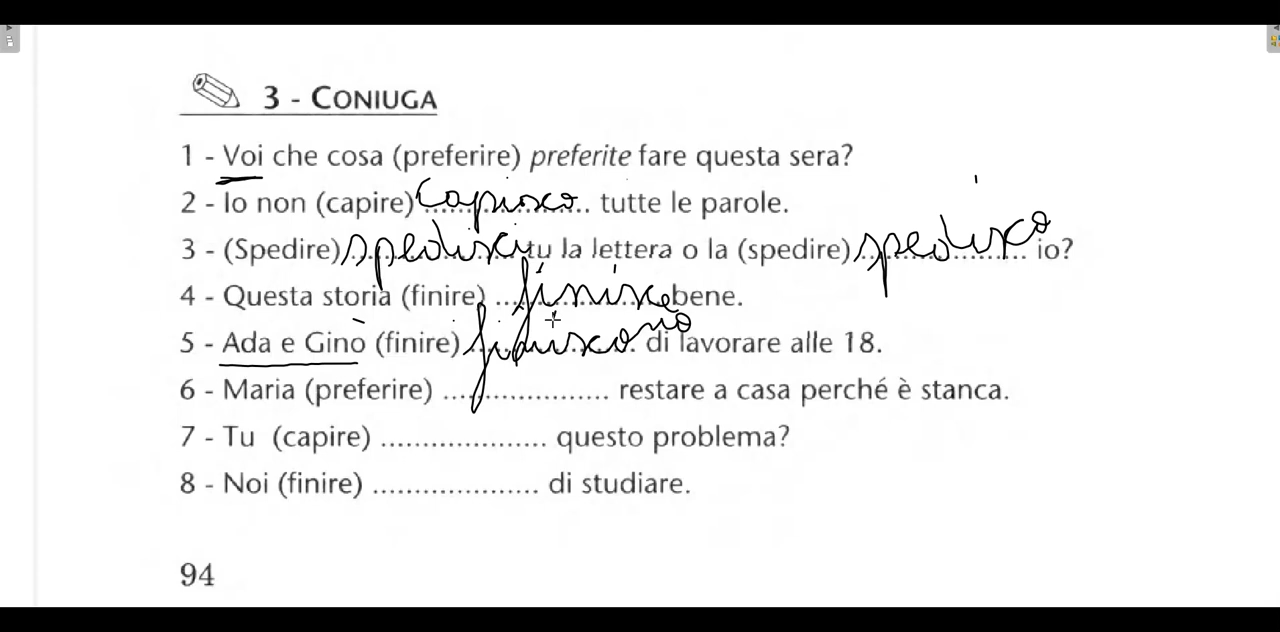 3 - CONIUGA
1 - Voi che cosa (preferire) preferite fare questa sera?
2 - Io non (capire) capisco tutte le parole.
3 - (Spedire) spedisci tu la lettera o la (spedire) spedisco io?
4 - Questa storia (finire) .... finisce bene.
5 - Ada e Gino (finire) finiscono di lavorare alle 18.
6 - Maria (preferire) .................... restare a casa perché è stanca.
7 - Tu (capire) .................... questo problema?
8 - Noi (finire) .................... di studiare.
94